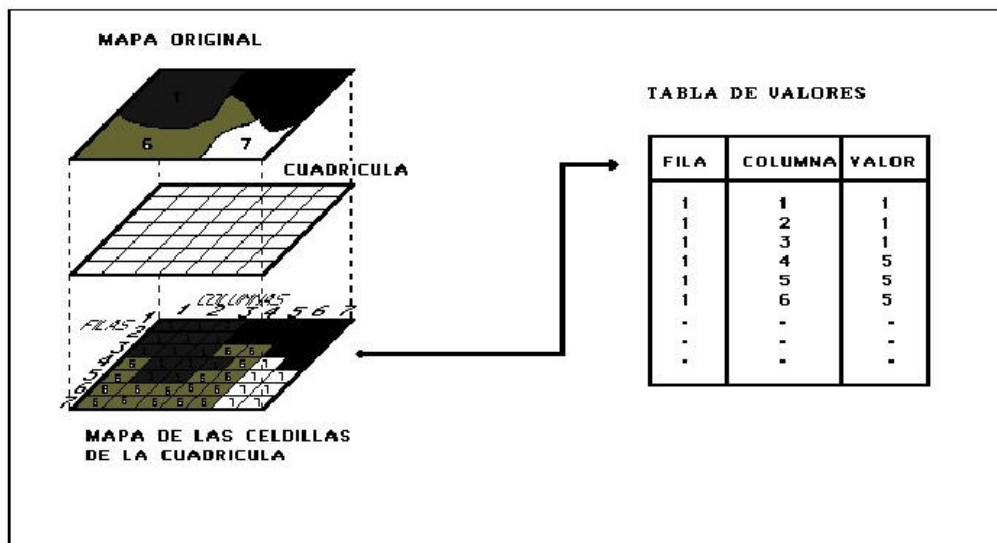 MAPA ORIGINAL
1
6
7
CUADRICULA
COLUMNAS
1 1 2 3 4 5 6 7
FILAS
MAPA DE LAS CELDILLAS
DE LA CUADRICULA
TABLA DE VALORES
FILA COLUMNA VALOR
1 1 1
1 2 1
1 3 1
1 4 5
1 5 5
1 6 5
- - -
- - -
- - -